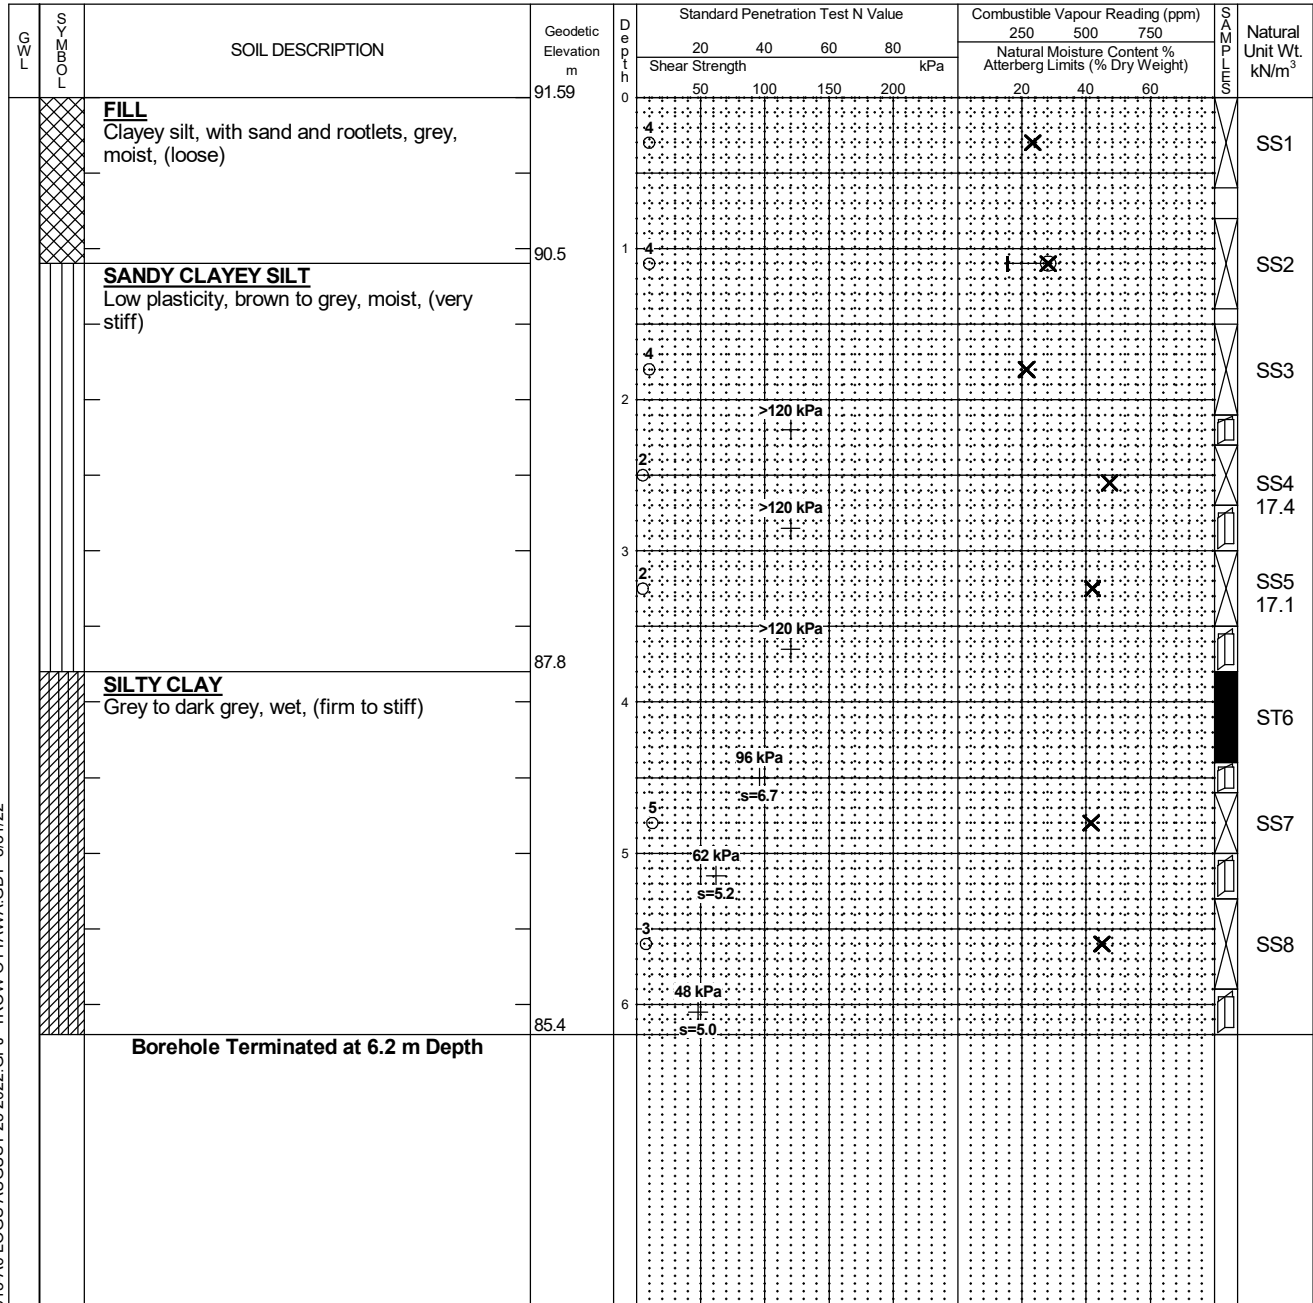 GWL
SYMBOL
SOIL DESCRIPTION
Geodetic
Elevation
m
Depth
Standard Penetration Test N Value
20 40 60 80
Shear Strength kPa
50 100 150 200
Combustible Vapour Reading (ppm)
250 500 750
Natural Moisture Content %
Atterberg Limits (% Dry Weight)
20 40 60
SAMPLES
Natural
Unit Wt.
kN/m³
91.59
0
FILL
Clayey silt, with sand and rootlets, grey,
moist, (loose)
4
SS1
1
90.5
4
SS2
SANDY CLAYEY SILT
Low plasticity, brown to grey, moist, (very
stiff)
4
SS3
2
>120 kPa
2
SS4
17.4
>120 kPa
3
2
SS5
17.1
>120 kPa
87.8
SILTY CLAY
Grey to dark grey, wet, (firm to stiff)
4
ST6
96 kPa
s=6.7
5
SS7
5
62 kPa
s=5.2
3
SS8
48 kPa
6
s=5.0
85.4
Borehole Terminated at 6.2 m Depth